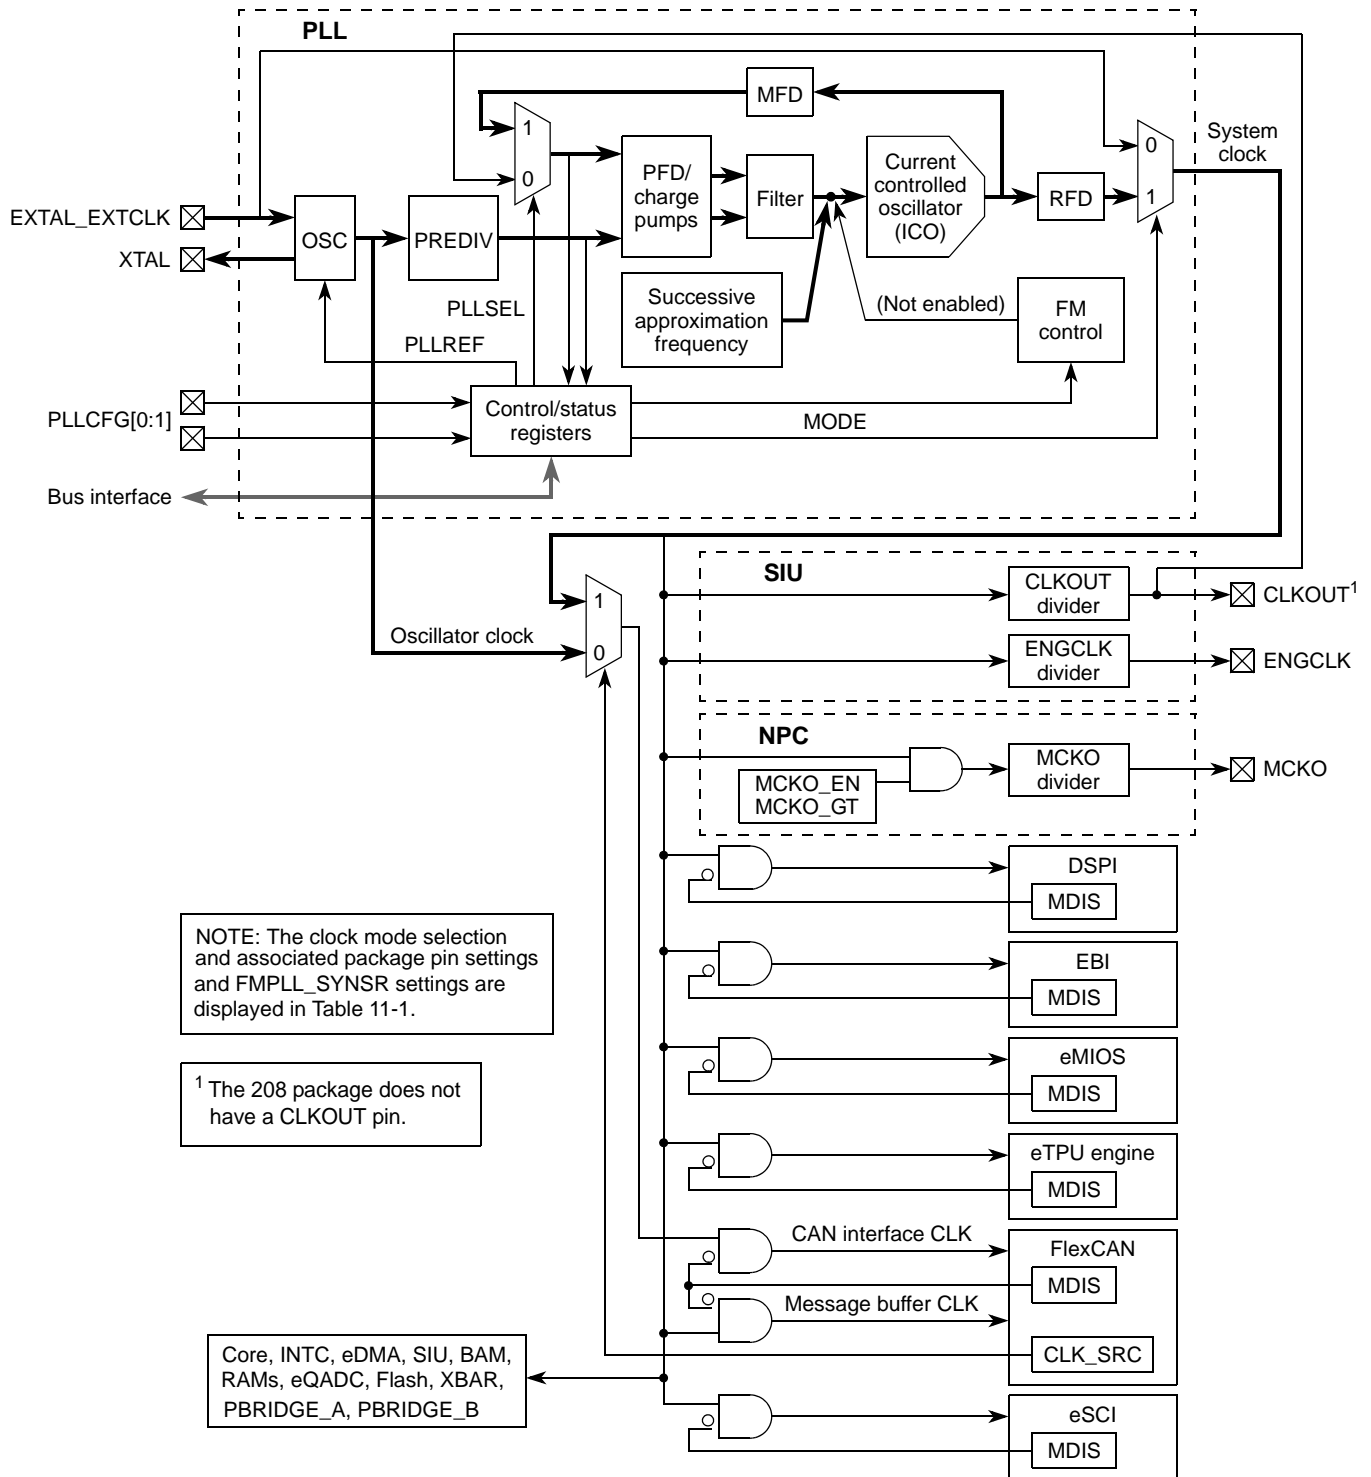 PLL
MFD
1
0
System
clock
0
1
PFD/
charge
pumps
Filter
Current
controlled
oscillator
(ICO)
RFD
EXTAL_EXTCLK
XTAL
OSC
PREDIV
PLLSEL
PLLREF
Successive
approximation
frequency
(Not enabled)
FM
control
PLLCFG[0:1]
Control/status
registers
MODE
Bus interface
SIU
CLKOUT
divider
CLKOUT1
1
0
Oscillator clock
ENGCLK
divider
ENGCLK
NPC
MCKO_EN
MCKO_GT
MCKO
divider
MCKO
DSPI
MDIS
NOTE: The clock mode selection
and associated package pin settings
and FMPLL_SYNSR settings are
displayed in Table 11-1.
EBI
MDIS
eMIOS
MDIS
1 The 208 package does not
have a CLKOUT pin.
eTPU engine
MDIS
CAN interface CLK
FlexCAN
MDIS
Message buffer CLK
CLK_SRC
Core, INTC, eDMA, SIU, BAM,
RAMs, eQADC, Flash, XBAR,
PBRIDGE_A, PBRIDGE_B
eSCI
MDIS